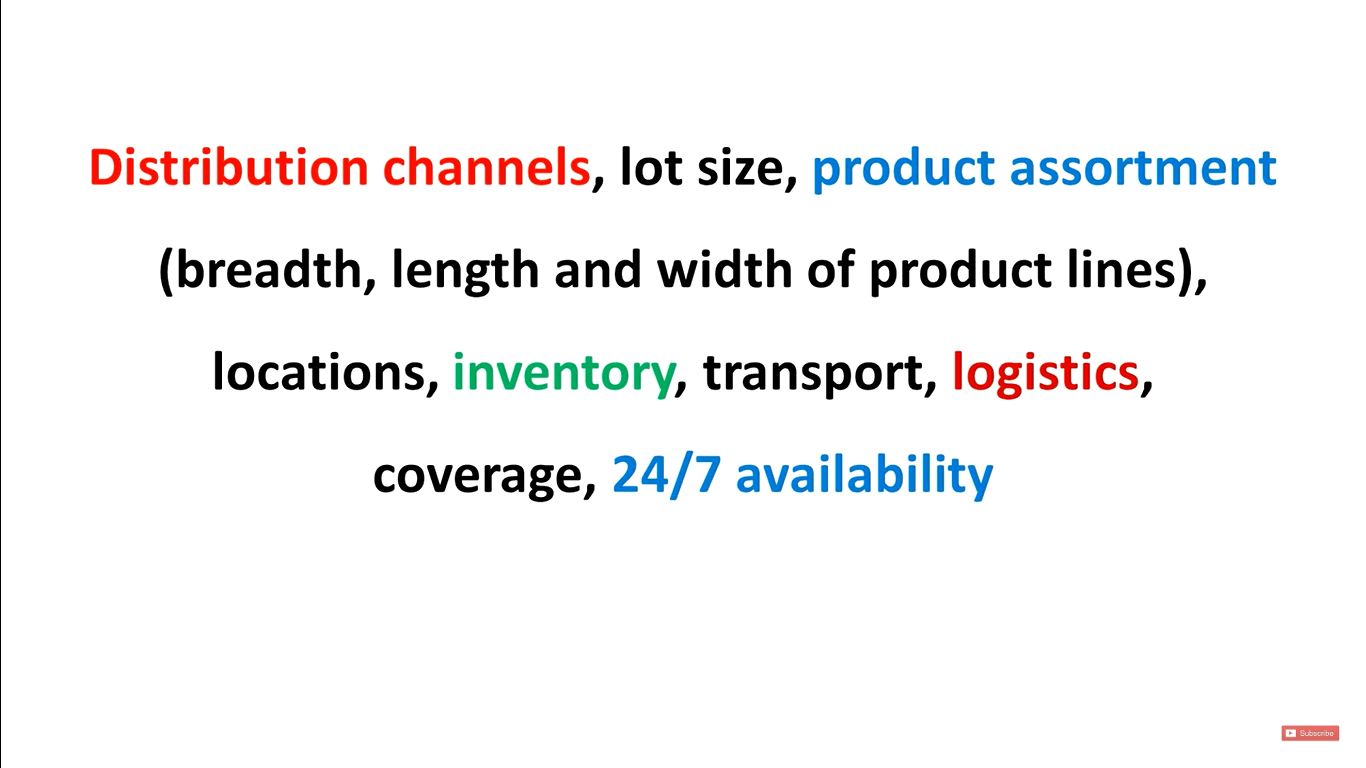 Distribution channels, lot size, product assortment
(breadth, length and width of product lines),
locations, inventory, transport, logistics,
coverage, 24/7 availability
Subscribe